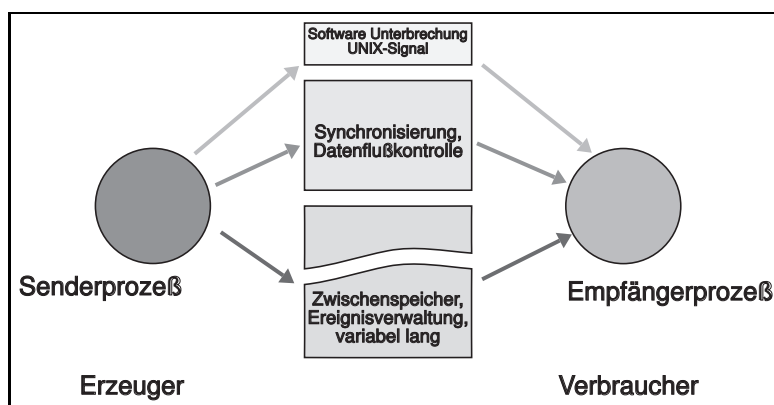 Software Unterbrechung
UNIX-Signal
Synchronisierung,
Datenflußkontrolle
Senderprozeß
Zwischenspeicher,
Ereignisverwaltung,
variabel lang
Empfängerprozeß
Erzeuger
Verbraucher